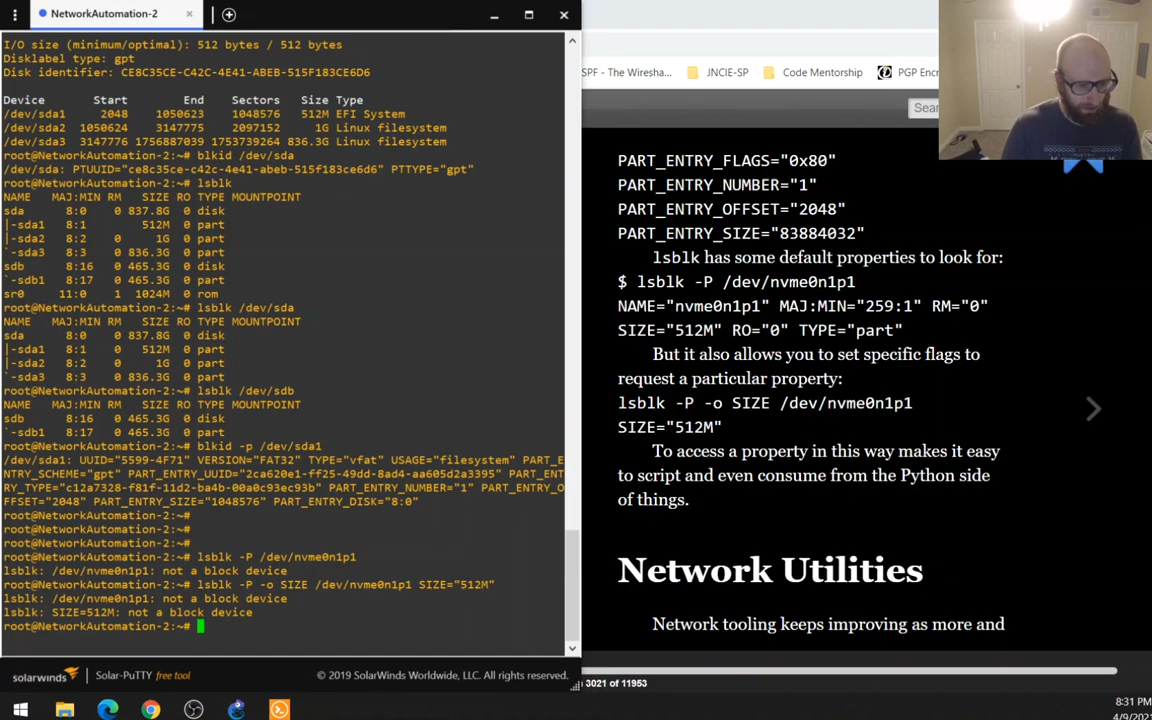 NetworkAutomation-2
I/O size (minimum/optimal): 512 bytes / 512 bytes
Disklabel type: gpt
Disk identifier: CE8C35CE-C42C-4E41-ABEB-515F183CE6D6
Device Start End Sectors Size Type
/dev/sda1 2048 1050623 1048576 512M EFI System
/dev/sda2 1050624 3147775 2097152 1G Linux filesystem
/dev/sda3 3147776 1756887039 1753739264 836.3G Linux filesystem
root@NetworkAutomation-2:~# blkid /dev/sda
/dev/sda: PTUUID="ce8c35ce-c42c-4e41-abeb-515f183ce6d6" PTTYPE="gpt"
root@NetworkAutomation-2:~# lsblk
NAME MAJ:MIN RM SIZE RO TYPE MOUNTPOINT
sda 8:0 0 837.8G 0 disk
|-sda1 8:1 512M 0 part
|-sda2 8:2 0 1G 0 part
`-sda3 8:3 0 836.3G 0 part
sdb 8:16 0 465.3G 0 disk
`-sdb1 8:17 0 465.3G 0 part
sr0 11:0 1 1024M 0 rom
root@NetworkAutomation-2:~# lsblk /dev/sda
NAME MAJ:MIN RM SIZE RO TYPE MOUNTPOINT
sda 8:0 0 837.8G 0 disk
|-sda1 8:1 0 512M 0 part
|-sda2 8:2 0 1G 0 part
`-sda3 8:3 0 836.3G 0 part
root@NetworkAutomation-2:~# lsblk /dev/sdb
NAME MAJ:MIN RM SIZE RO TYPE MOUNTPOINT
sdb 8:16 0 465.3G 0 disk
`-sdb1 8:17 0 465.3G 0 part
root@NetworkAutomation-2:~# blkid -p /dev/sda1
/dev/sda1: UUID="5599-4F71" VERSION="FAT32" TYPE="vfat" USAGE="filesystem" PART_E
NTRY_SCHEME="gpt" PART_ENTRY_UUID="2ca620e1-ff25-49dd-8ad4-aa605d2a3395" PART_ENT
RY_TYPE="c12a7328-f81f-11d2-ba4b-00a0c93ec93b" PART_ENTRY_NUMBER="1" PART_ENTRY_O
FFSET="2048" PART_ENTRY_SIZE="1048576" PART_ENTRY_DISK="8:0"
root@NetworkAutomation-2:~#
root@NetworkAutomation-2:~#
root@NetworkAutomation-2:~#
root@NetworkAutomation-2:~# lsblk -P /dev/nvme0n1p1
lsblk: /dev/nvme0n1p1: not a block device
root@NetworkAutomation-2:~# lsblk -P -o SIZE /dev/nvme0n1p1 SIZE="512M"
lsblk: /dev/nvme0n1p1: not a block device
lsblk: SIZE=512M: not a block device
root@NetworkAutomation-2:~#
solarwinds Solar-PuTTY free tool © 2019 SolarWinds Worldwide, LLC. All rights reserved.
SPF - The Wiresha... JNCIE-SP Code Mentorship PGP Encr
Sear
PART_ENTRY_FLAGS="0x80"
PART_ENTRY_NUMBER="1"
PART_ENTRY_OFFSET="2048"
PART_ENTRY_SIZE="83884032"
lsblk has some default properties to look for:
$ lsblk -P /dev/nvme0n1p1
NAME="nvme0n1p1" MAJ:MIN="259:1" RM="0"
SIZE="512M" RO="0" TYPE="part"
But it also allows you to set specific flags to
request a particular property:
lsblk -P -o SIZE /dev/nvme0n1p1
SIZE="512M"
To access a property in this way makes it easy
to script and even consume from the Python side
of things.
Network Utilities
Network tooling keeps improving as more and
3021 of 11953
8:31 PM